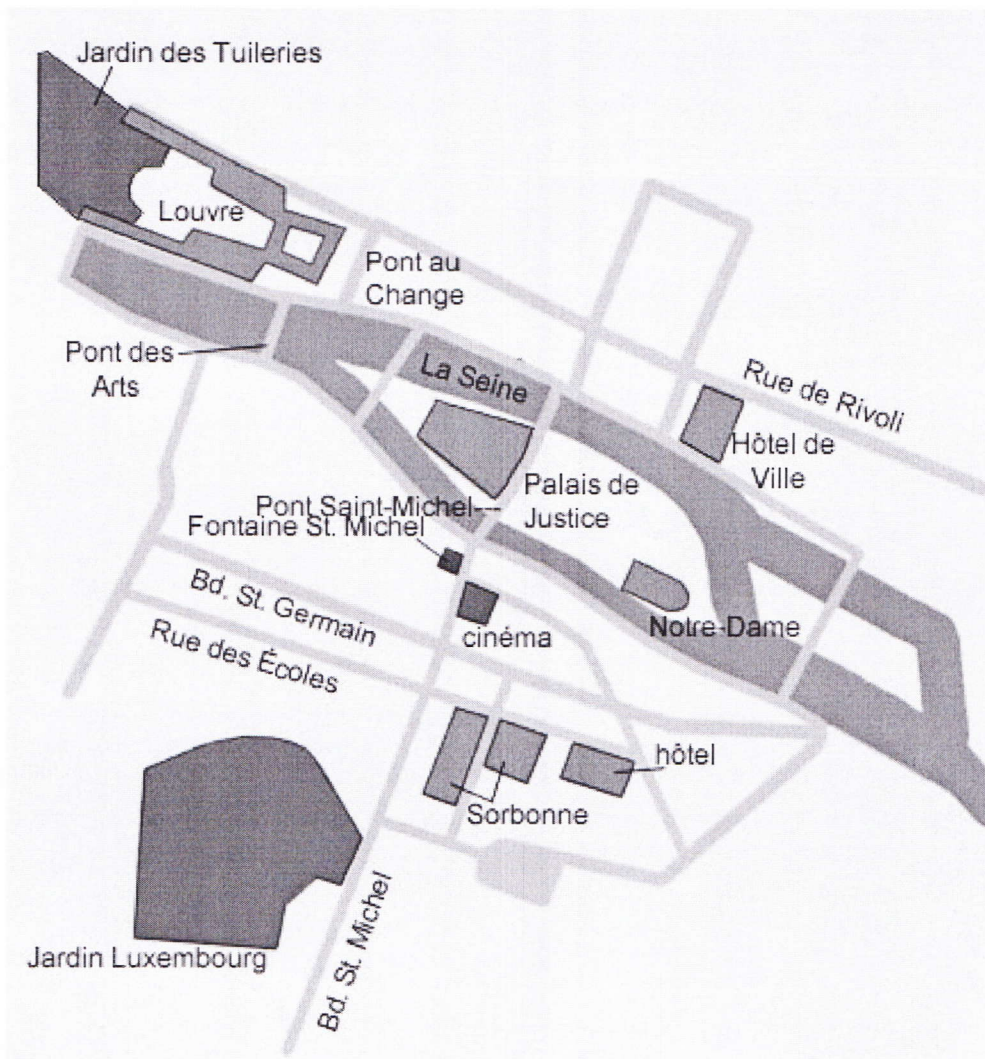 Jardin des Tuileries
Louvre
Pont au
Change
Pont des
Arts
La Seine
Rue de Rivoli
Hôtel de
Ville
Palais de
Justice
Pont Saint-Michel---
Fontaine St. Michel
Bd. St. Germain
cinéma
Notre-Dame
Rue des Écoles
hôtel
Sorbonne
Jardin Luxembourg
Bd. St. Michel